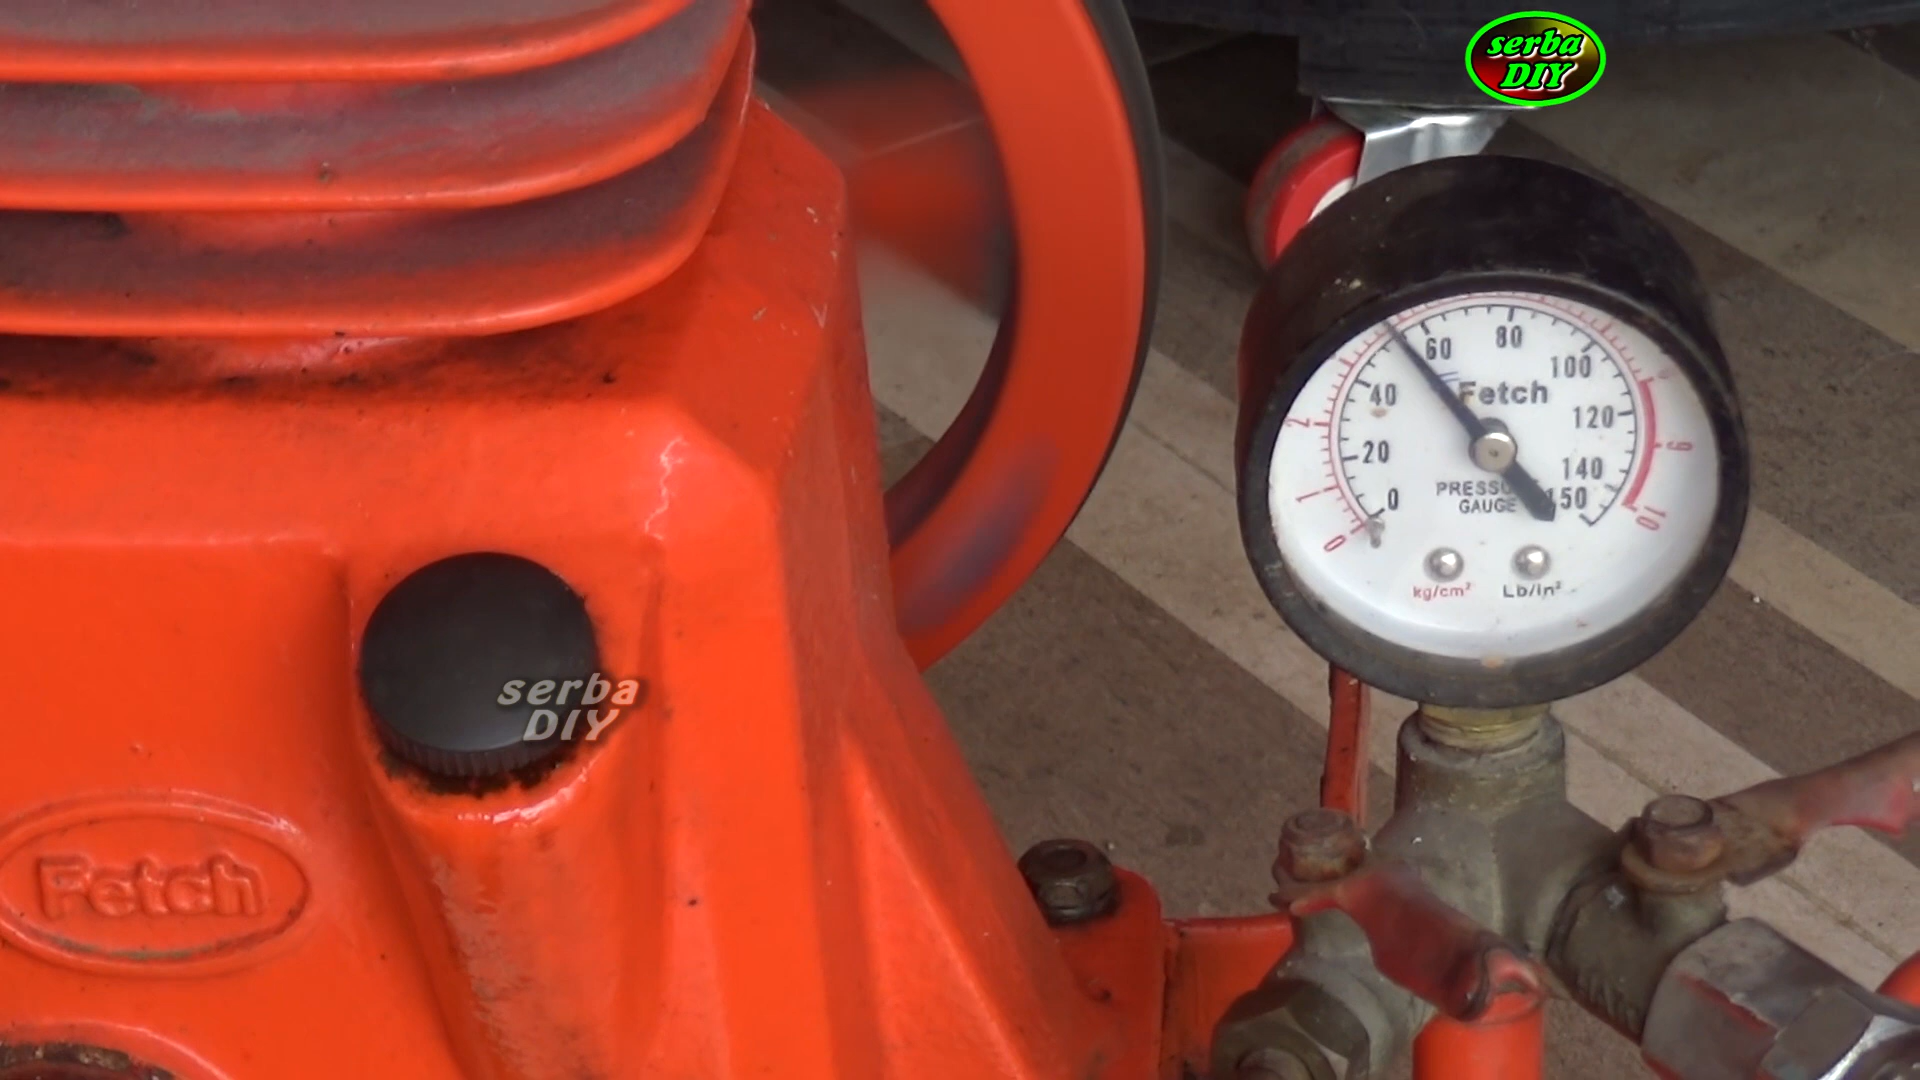 serba
DIY
60
80
100
40
Fetch
120
2
20
140
9
PRESSU
1
0
GAUGE
150
10
0
kg/cm²
Lb/in²
serba
DIY
Fetch